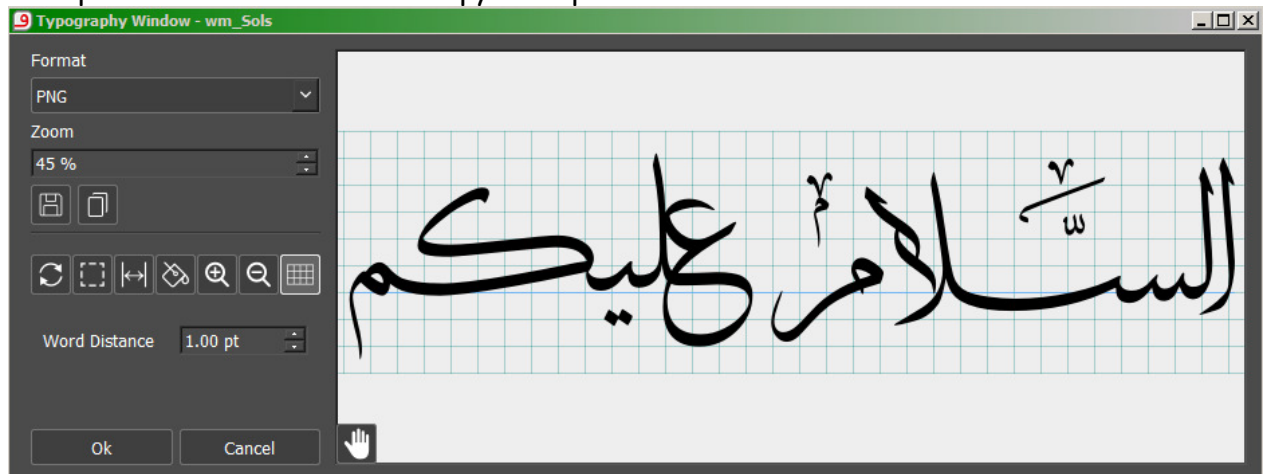 Typography Window - wm_Sols
Format
PNG
Zoom
45 %
Word Distance 1.00 pt
Ok Cancel
السَّلامُ عليكم